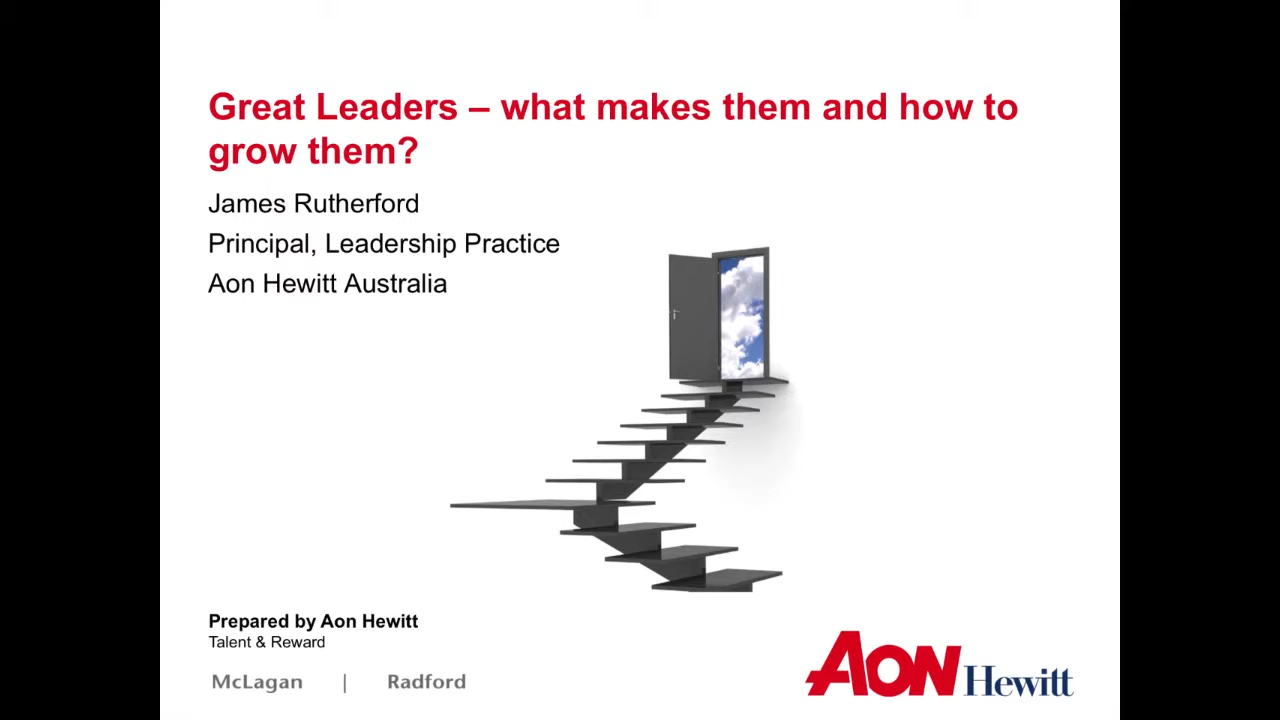 Great Leaders – what makes them and how to
grow them?
James Rutherford
Principal, Leadership Practice
Aon Hewitt Australia
Prepared by Aon Hewitt
Talent & Reward
McLagan | Radford
AON Hewitt